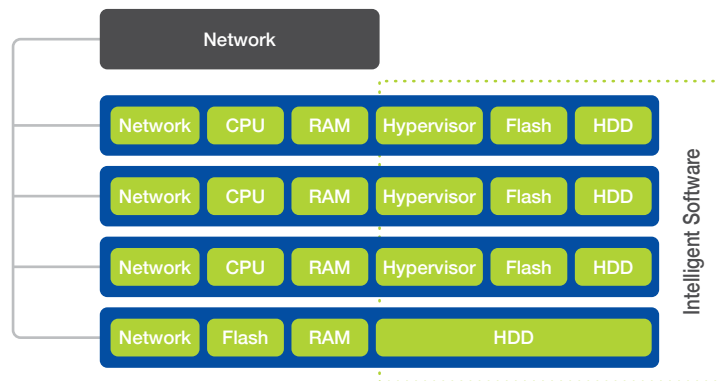 Network
Network CPU RAM Hypervisor Flash HDD
Network CPU RAM Hypervisor Flash HDD
Network CPU RAM Hypervisor Flash HDD
Network Flash RAM HDD
Intelligent Software